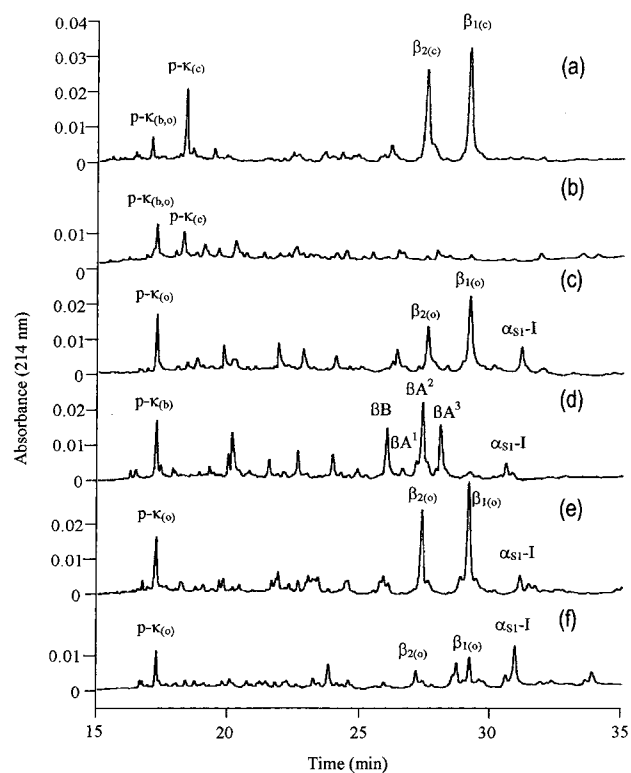 0.04
0.03
0.02
0.01
0
p-κ(b,o)
p-κ(c)
β2(c)
β1(c)
(a)
0.01
0
p-κ(b,o)
p-κ(c)
(b)
0.02
0.01
0
p-κ(o)
β2(o)
β1(o)
αS1-I
(c)
0.02
0.01
0
p-κ(b)
βB
βA1
βA2
βA3
αS1-I
(d)
0.02
0.01
0
p-κ(o)
β2(o)
β1(o)
αS1-I
(e)
0.01
0
p-κ(o)
β2(o)
β1(o)
αS1-I
(f)
Absorbance (214 nm)
15 20 25 30 35
Time (min)